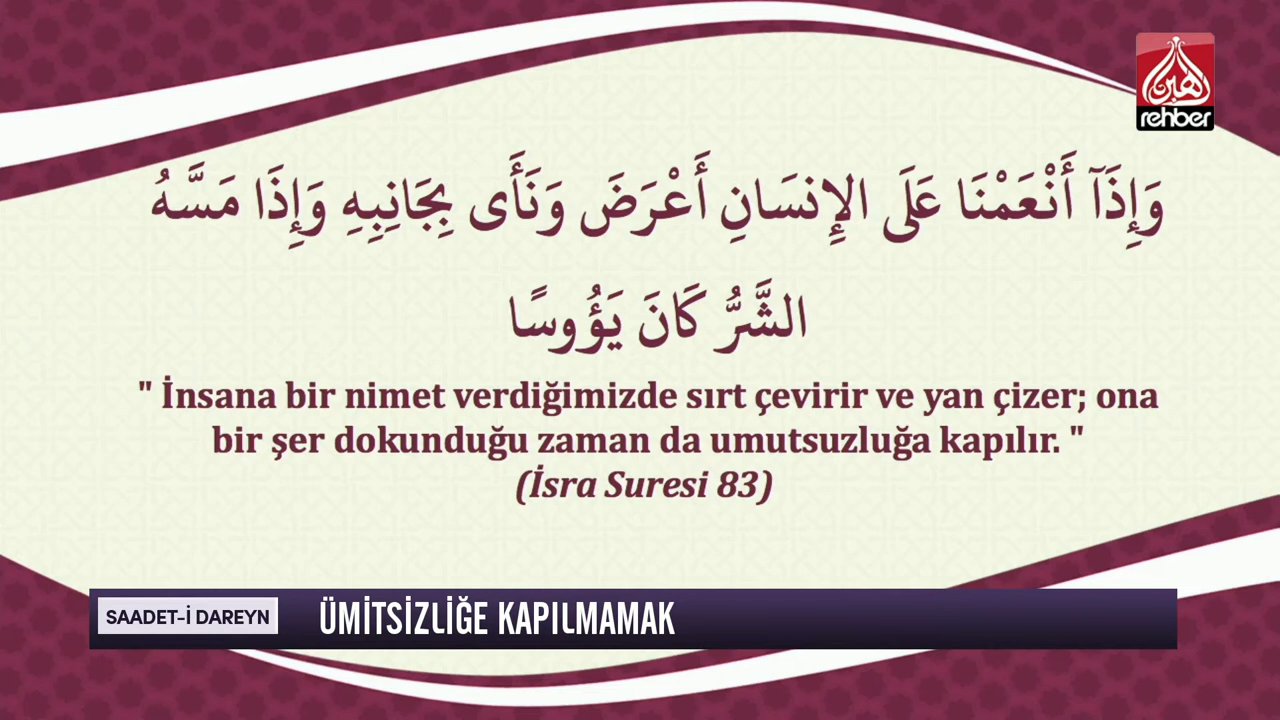 رهبر
rehber
وَإِذَآ أَنْعَمْنَا عَلَى الإِنسَانِ أَعْرَضَ وَنَأَى بِجَانِبِهِ وَإِذَا مَسَّهُ
الشَّرُّ كَانَ يَؤُوسًا
" İnsana bir nimet verdiğimizde sırt çevirir ve yan çizer; ona
bir şer dokunduğu zaman da umutsuzluğa kapılır. "
(İsra Suresi 83)
SAADET-İ DAREYN
ÜMİTSİZLİĞE KAPILMAMAK